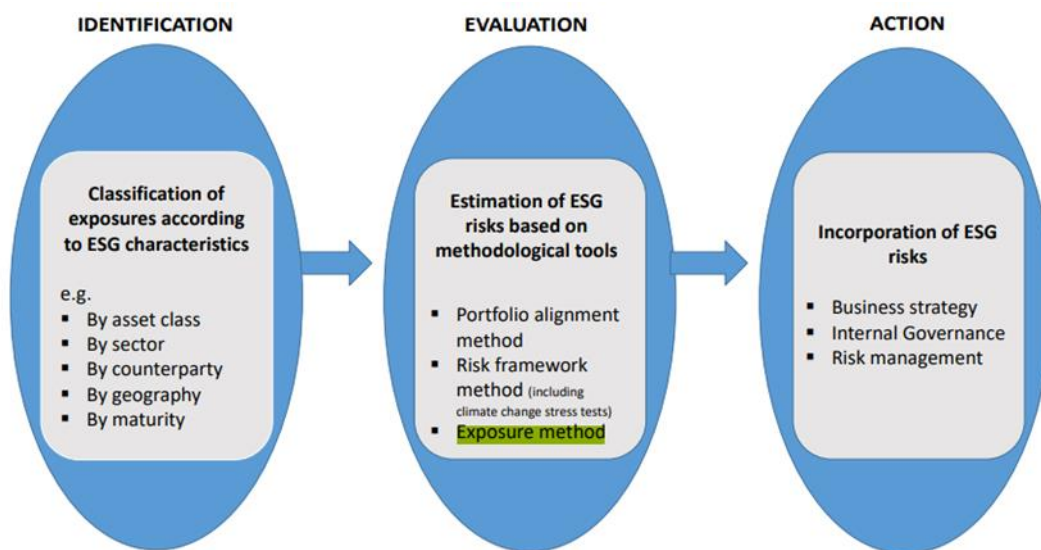 IDENTIFICATION
Classification of
exposures according
to ESG characteristics
e.g.
▪ By asset class
▪ By sector
▪ By counterparty
▪ By geography
▪ By maturity
EVALUATION
Estimation of ESG
risks based on
methodological tools
▪ Portfolio alignment
method
▪ Risk framework
method (including
climate change stress tests)
▪ Exposure method
ACTION
Incorporation of ESG
risks
▪ Business strategy
▪ Internal Governance
▪ Risk management